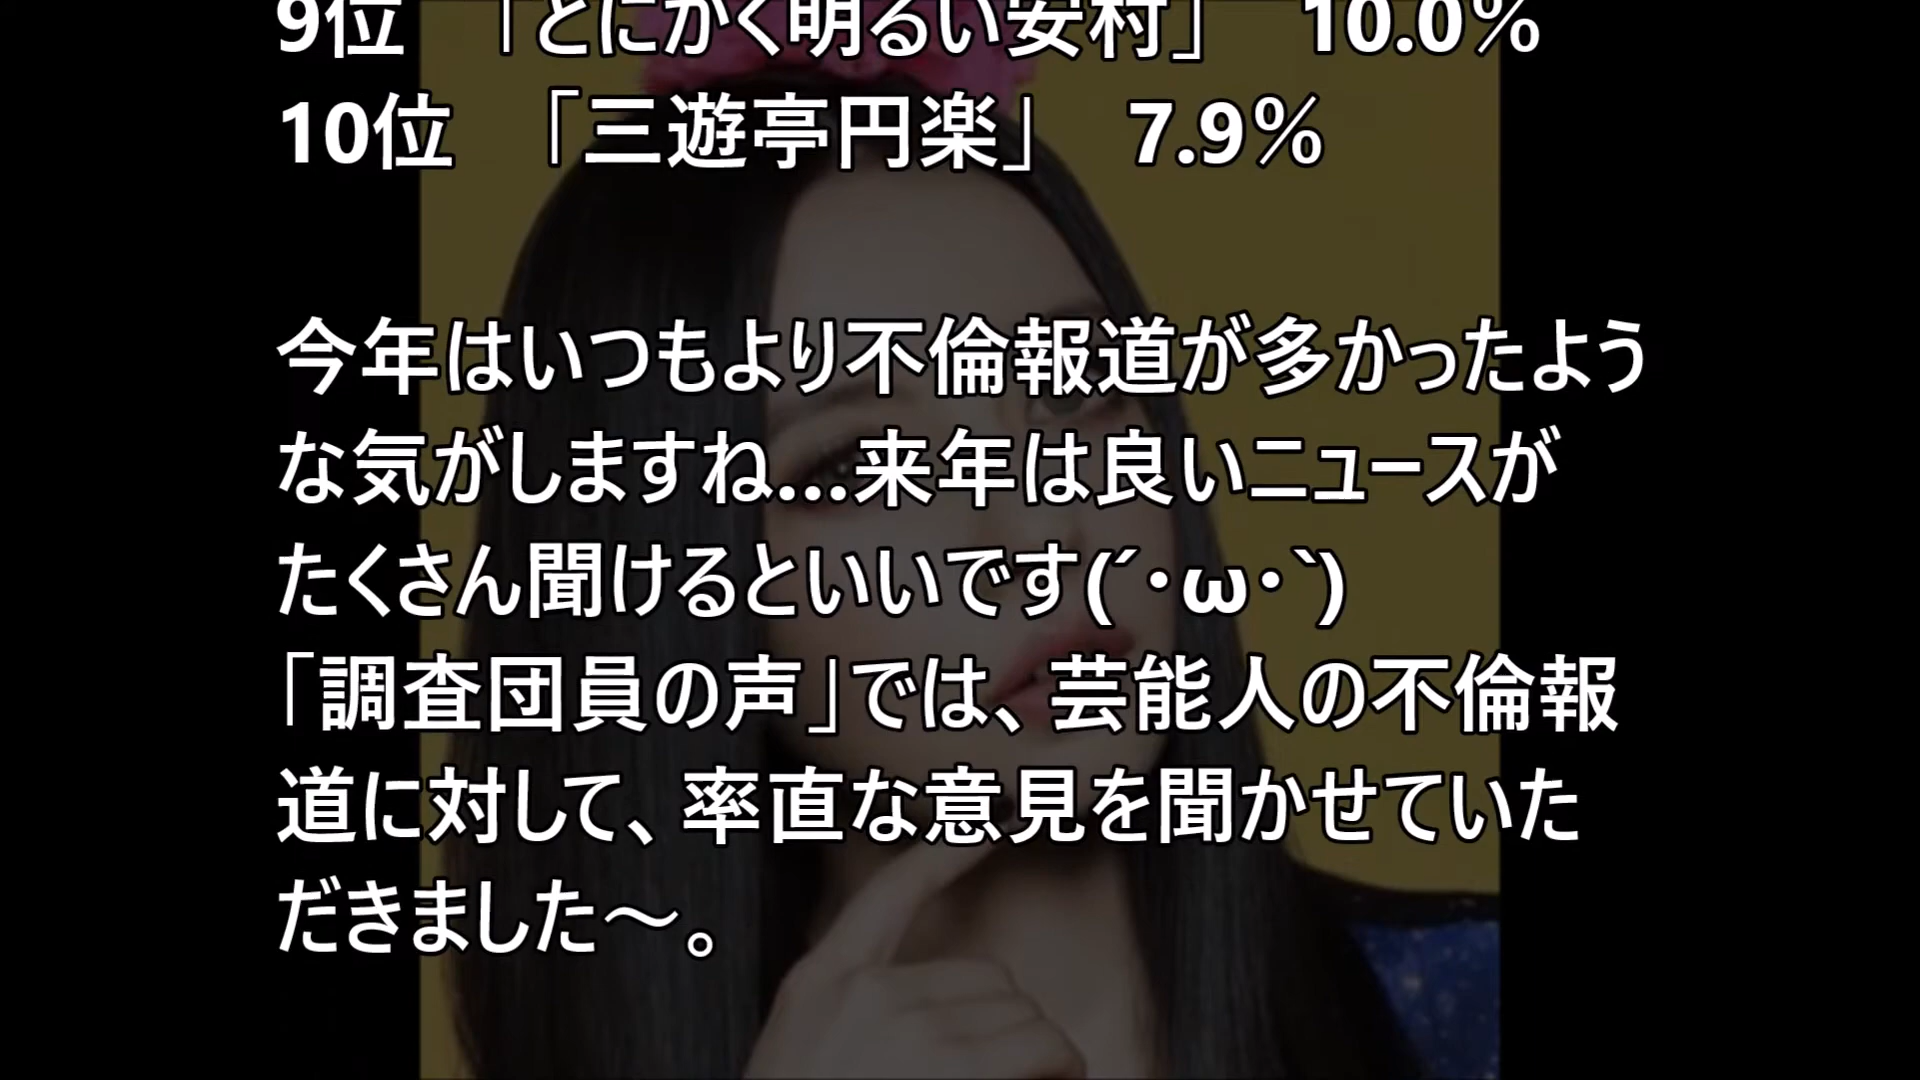 9位　「とにかく明るい安村」　10.0％
10位　「三遊亭円楽」　7.9％
今年はいつもより不倫報道が多かったよう
な気がしますね…来年は良いニュースが
たくさん聞けるといいです(´･ω･`)
「調査団員の声」では、芸能人の不倫報
道に対して、率直な意見を聞かせていた
だきました～。